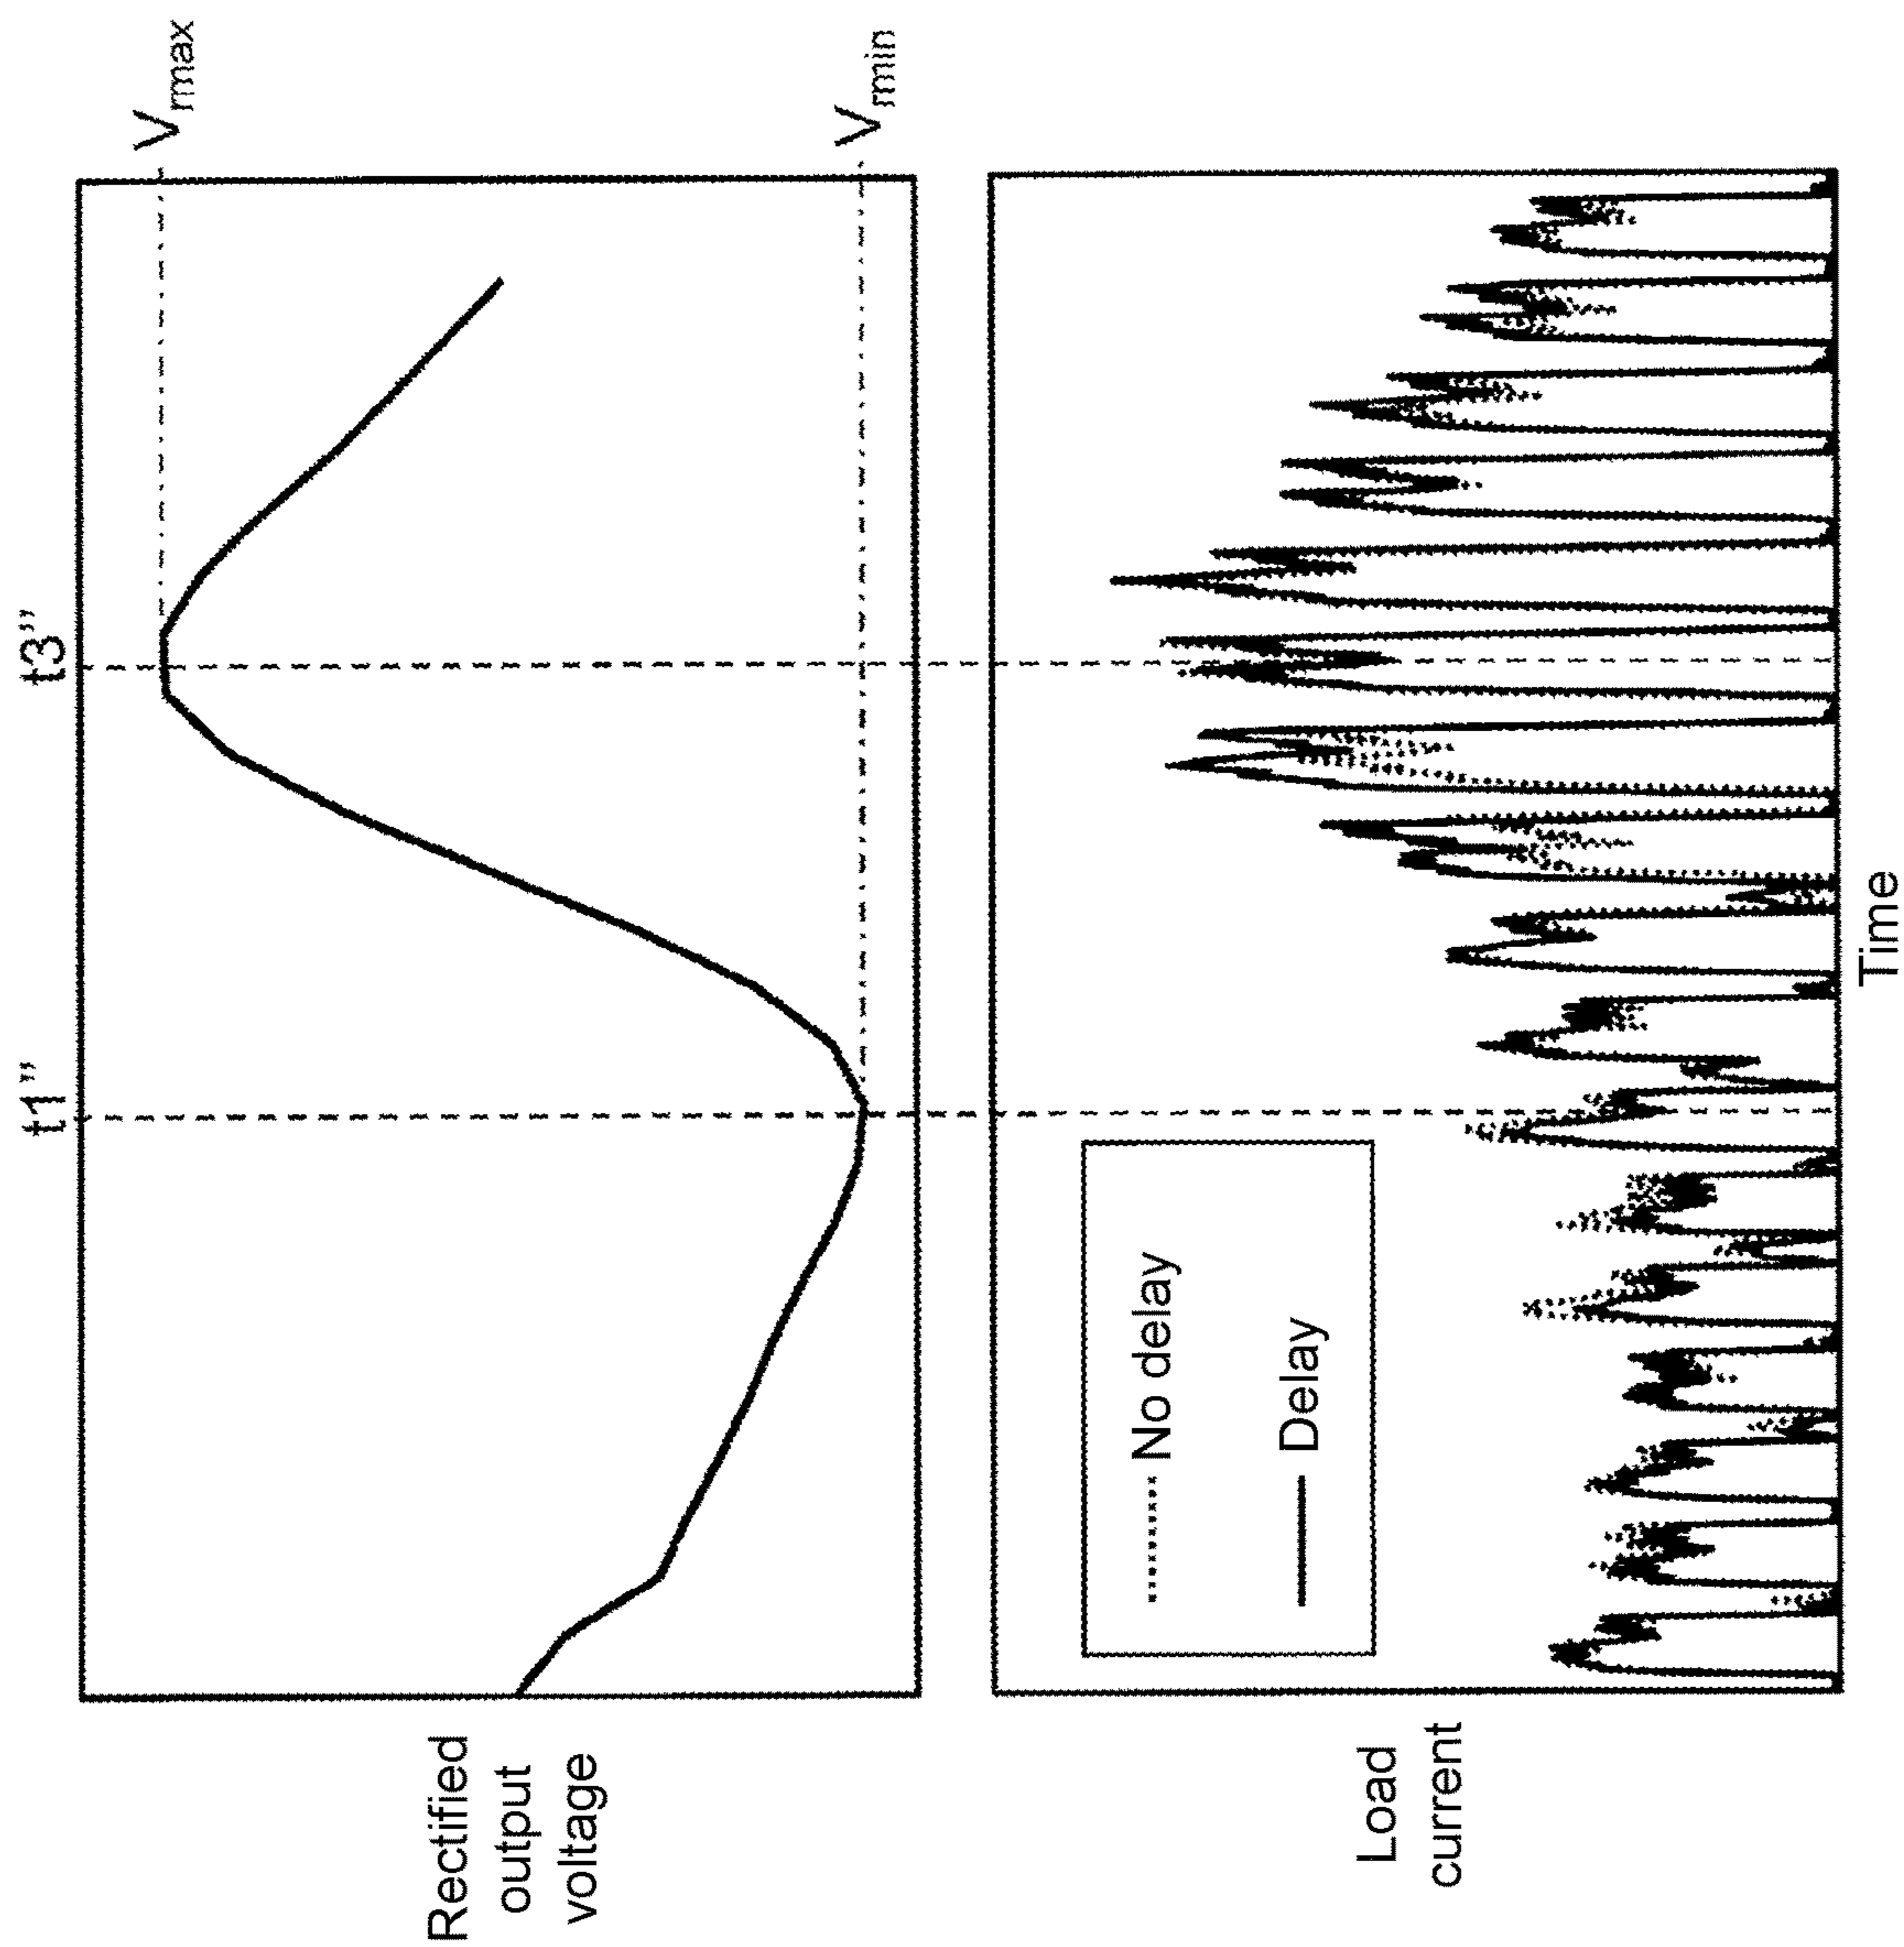 t1”
t3”
Rectified
output
voltage
Vrmax
Vrmin
Load
current
No delay
Delay
Time